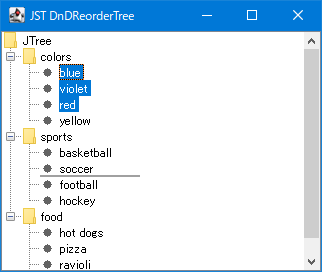 JST DnDReorderTree
JTree
colors
blue
violet
red
yellow
sports
basketball
soccer
football
hockey
food
hot dogs
pizza
ravioli